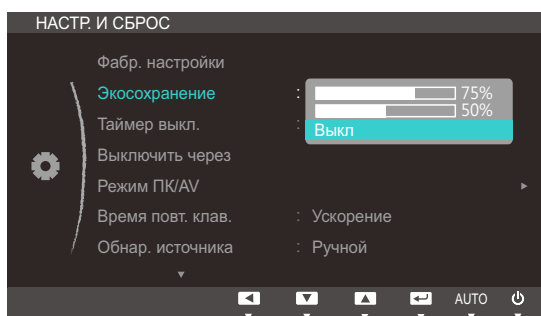 НАСТР. И СБРОС
Фабр. настройки
Экосохранение : 75%
50%
Таймер выкл. : Выкл
Выключить через
Режим ПК/AV
Время повт. клав. : Ускорение
Обнар. источника : Ручной
AUTO